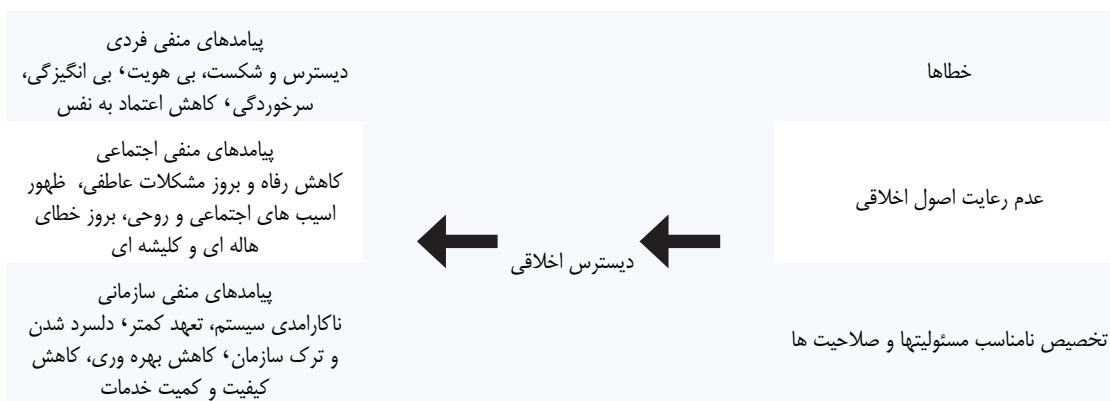 خطاها
عدم رعایت اصول اخلاقی
تخصیص نامناسب مسئولیتها و صلاحیت ها
دیسترس اخلاقی
پیامدهای منفی فردی
دیسترس و شکست، بی هویت، بی انگیزگی،
سرخوردگی، کاهش اعتماد به نفس
پیامدهای منفی اجتماعی
کاهش رفاه و بروز مشکلات عاطفی، ظهور
اسیب های اجتماعی و روحی، بروز خطای
هاله ای و کلیشه ای
پیامدهای منفی سازمانی
ناکارامدی سیستم، تعهد کمتر، دلسرد شدن
و ترک سازمان، کاهش بهره وری، کاهش
کیفیت و کمیت خدمات